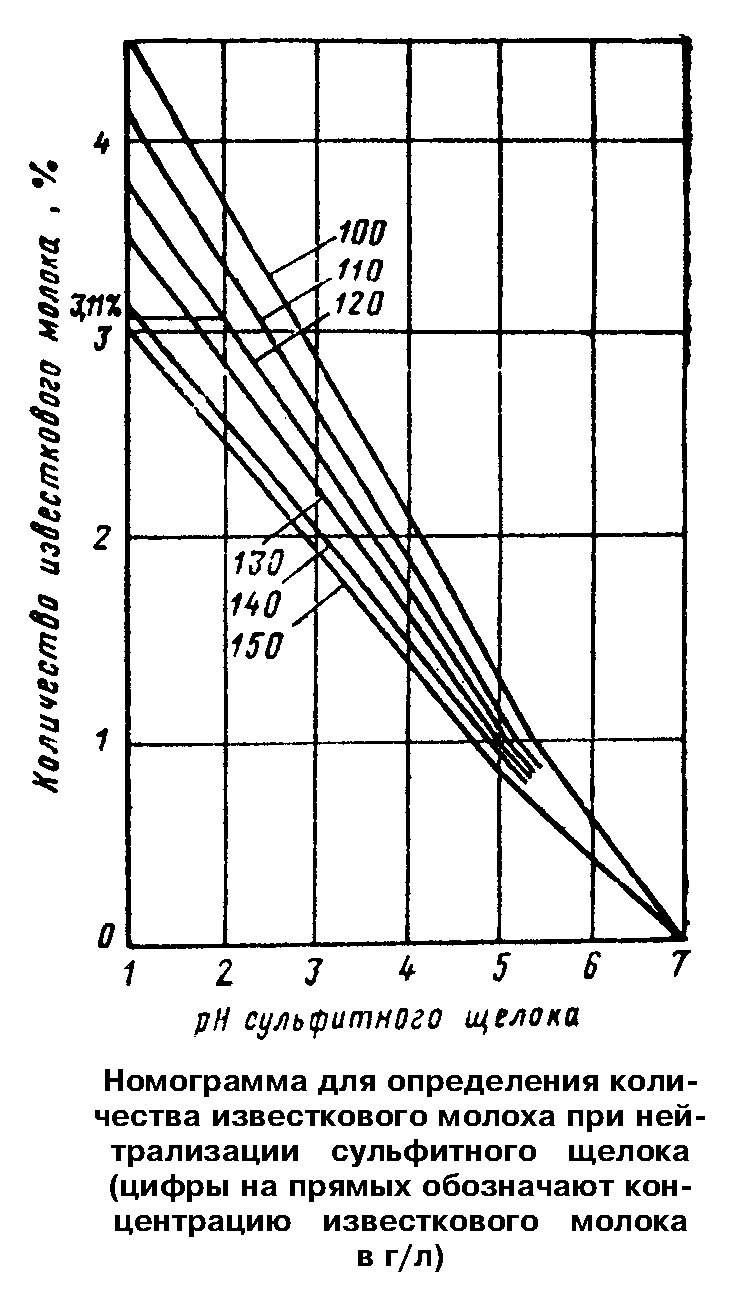 Количество известкового молока, %
4
3,11%
3
2
1
0
100
110
120
130
140
150
1 2 3 4 5 6 7
pH сульфитного щелока
Номограмма для определения коли-
чества известкового молоха при ней-
трализации сульфитного щелока
(цифры на прямых обозначают кон-
центрацию известкового молока
в г/л)